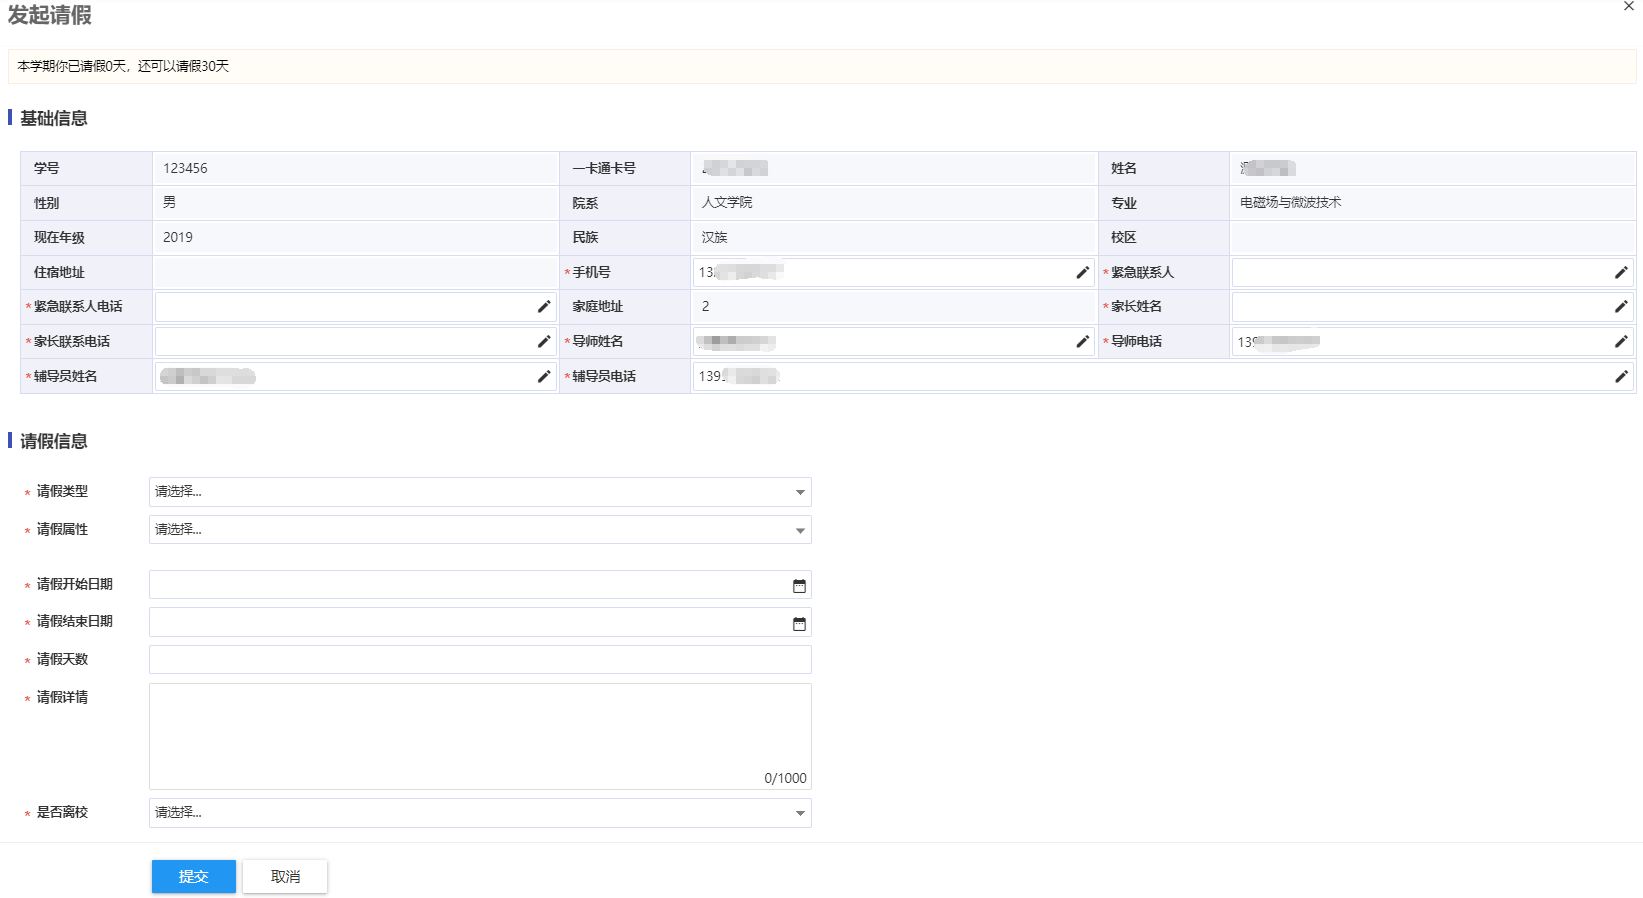 发起请假
本学期你已请假0天，还可以请假30天
基础信息
学号 123456 一卡通卡号 姓名
性别 男 院系 人文学院 专业 电磁场与微波技术
现在年级 2019 民族 汉族 校区
住宿地址 *手机号 13 *紧急联系人
*紧急联系人电话 家庭地址 2 *家长姓名
*家长联系电话 *导师姓名 *导师电话 139
*辅导员姓名 *辅导员电话 139
请假信息
* 请假类型 请选择...
* 请假属性 请选择...
* 请假开始日期
* 请假结束日期
* 请假天数
* 请假详情
0/1000
* 是否离校 请选择...
提交 取消